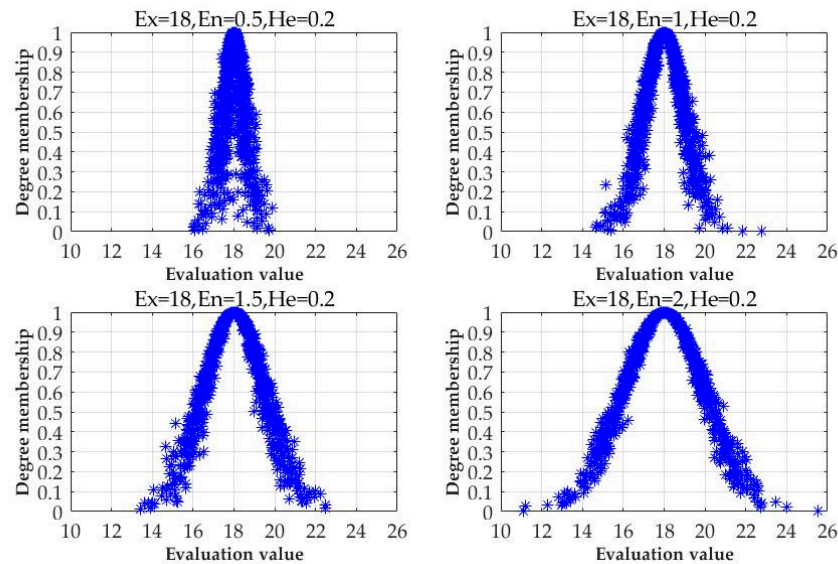 Ex=18,En=0.5,He=0.2
Degree membership
1
0.9
0.8
0.7
0.6
0.5
0.4
0.3
0.2
0.1
0
10 12 14 16 18 20 22 24 26
Evaluation value
Ex=18,En=1,He=0.2
Degree membership
1
0.9
0.8
0.7
0.6
0.5
0.4
0.3
0.2
0.1
0
10 12 14 16 18 20 22 24 26
Evaluation value
Ex=18,En=1.5,He=0.2
Degree membership
1
0.9
0.8
0.7
0.6
0.5
0.4
0.3
0.2
0.1
0
10 12 14 16 18 20 22 24 26
Evaluation value
Ex=18,En=2,He=0.2
Degree membership
1
0.9
0.8
0.7
0.6
0.5
0.4
0.3
0.2
0.1
0
10 12 14 16 18 20 22 24 26
Evaluation value